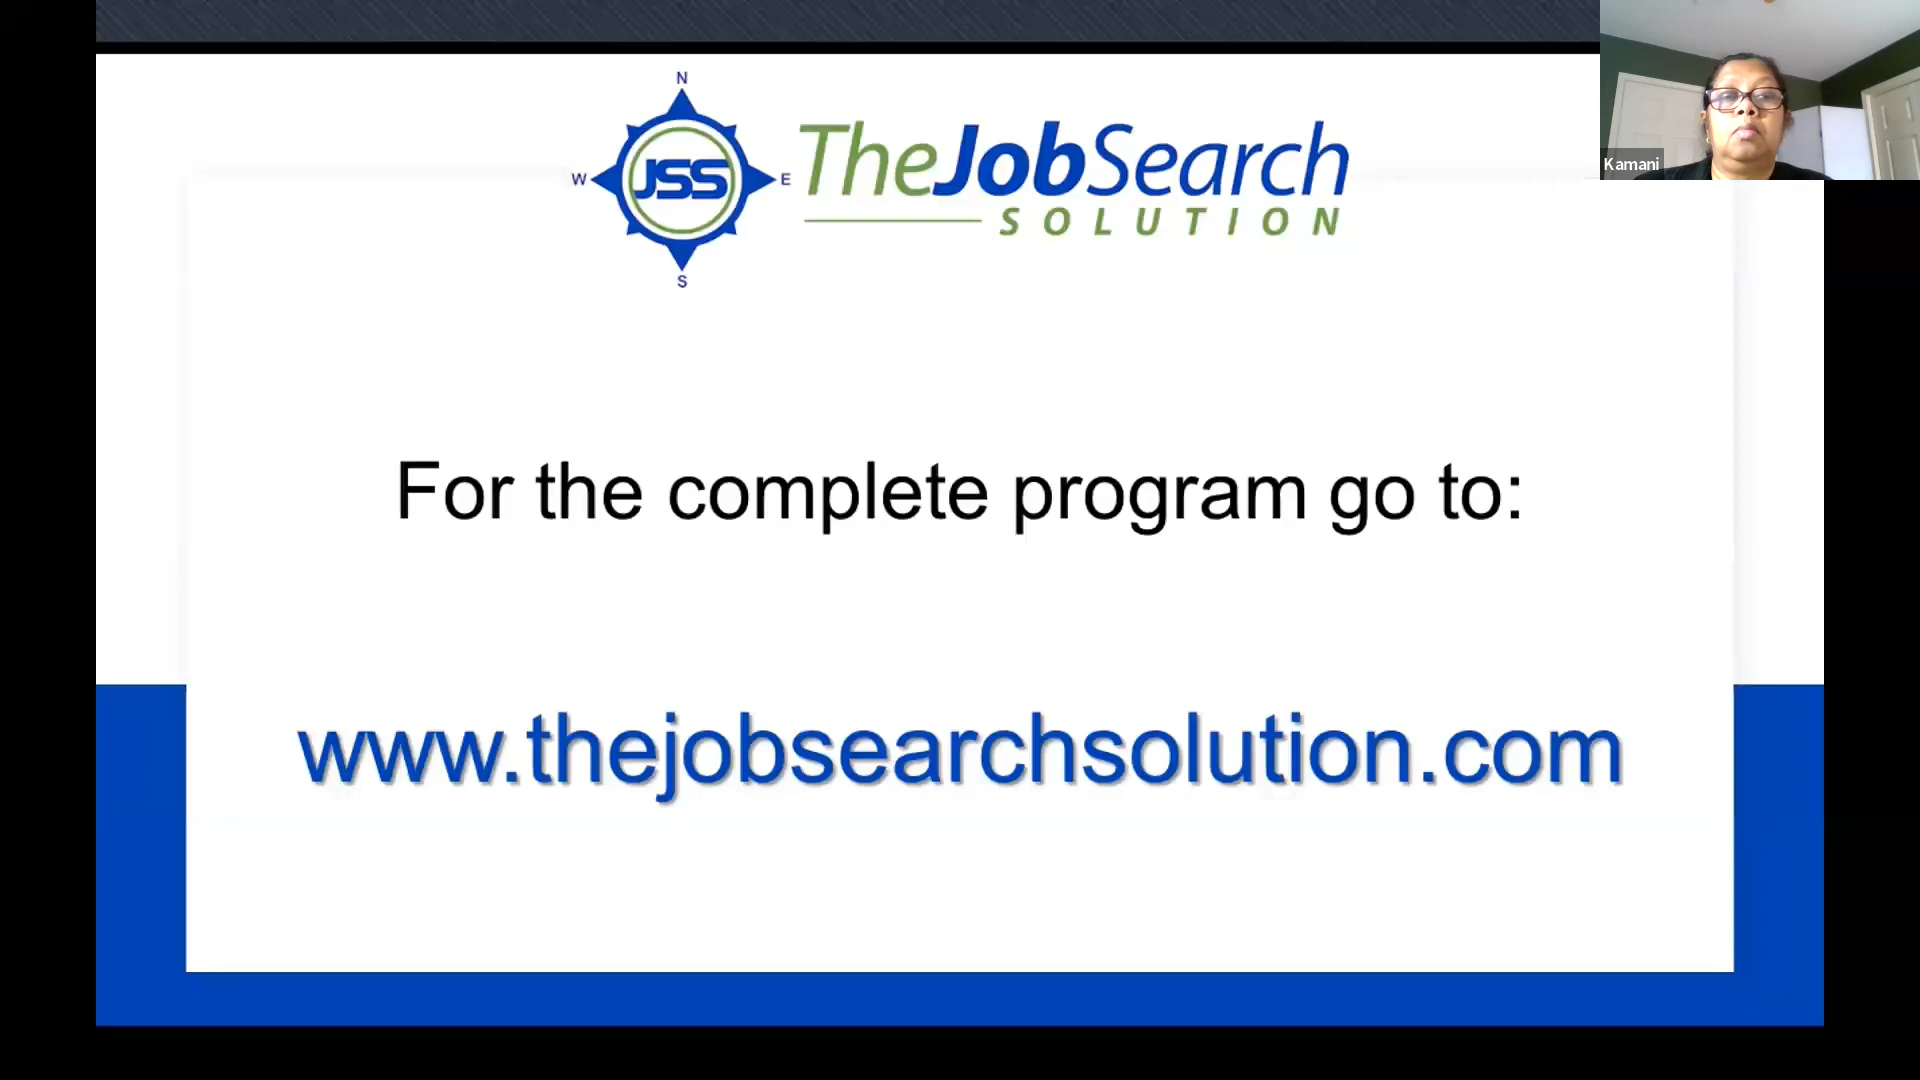 N
W
JSS
E
TheJobSearch
SOLUTION
S
Kamani
For the complete program go to:
www.thejobsearchsolution.com